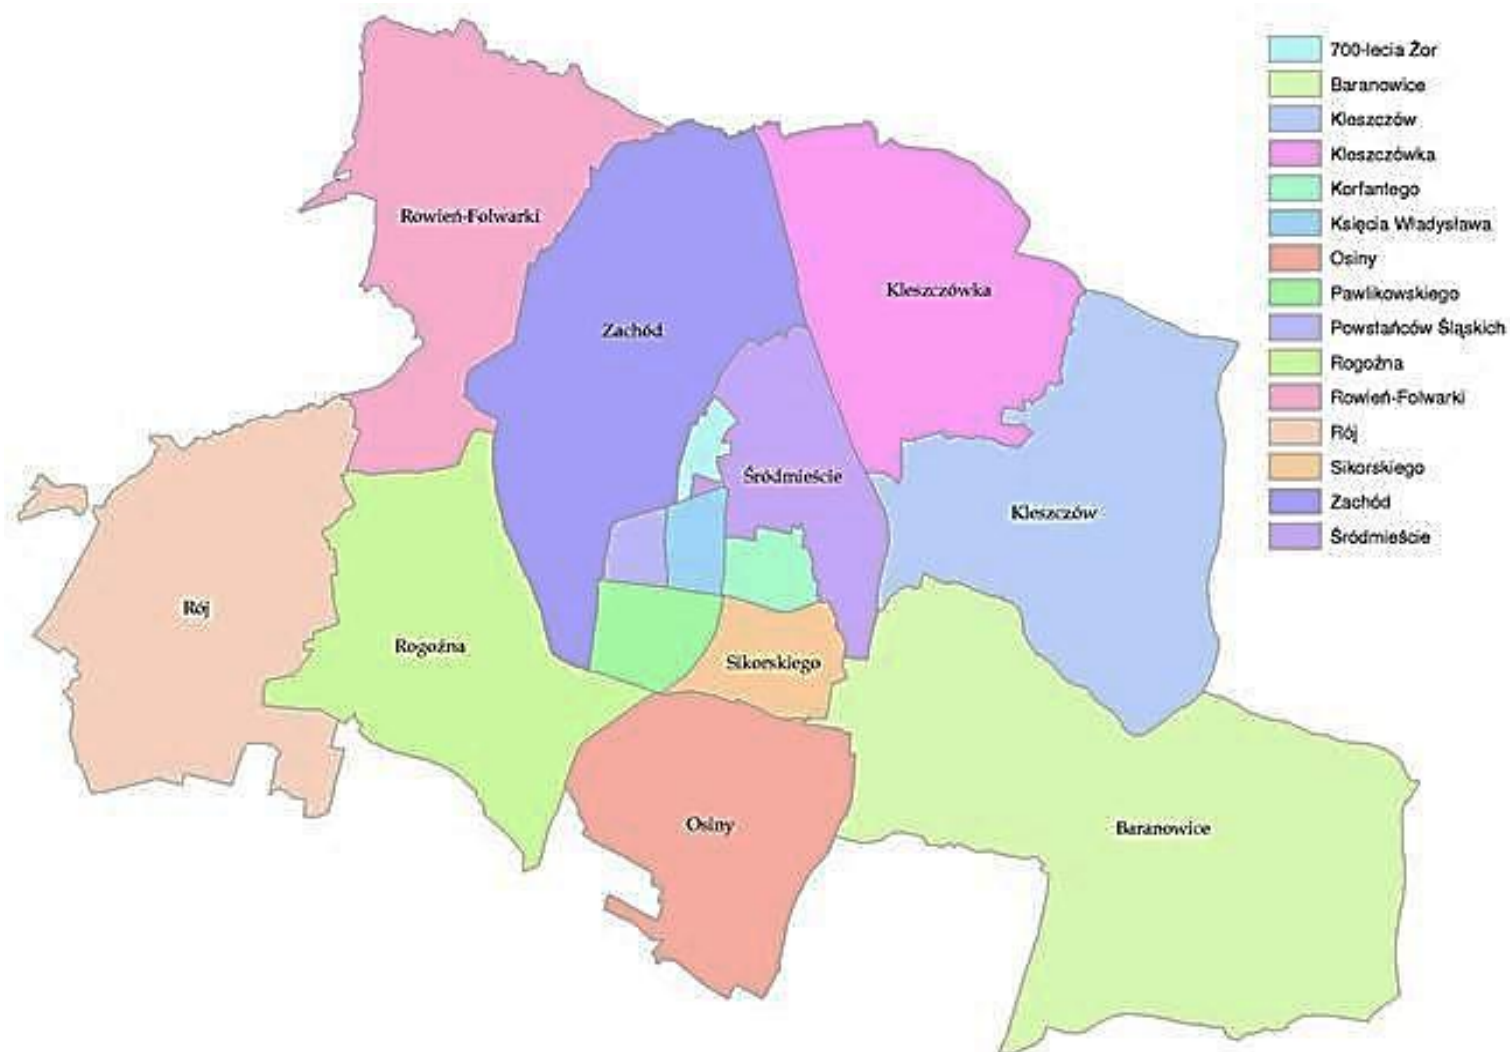 700-lecia Żor
Baranowice
Kleszczów
Kleszczówka
Korfantego
Księcia Władysława
Osiny
Pawlikowskiego
Powstańców Śląskich
Rogoźna
Rowień-Folwarki
Rój
Sikorskiego
Zachód
Śródmieście
Rowień-Folwarki
Kleszczówka
Zachód
Śródmieście
Kleszczów
Rój
Rogoźna
Sikorskiego
Osiny
Baranowice